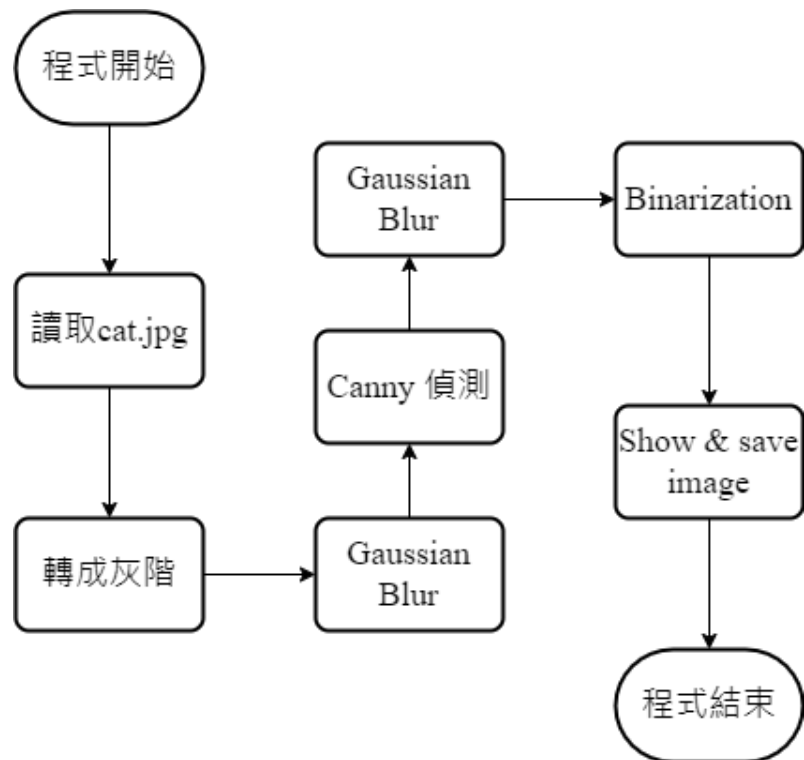 程式開始
讀取cat.jpg
轉成灰階
Gaussian
Blur
Canny 偵測
Gaussian
Blur
Binarization
Show & save
image
程式結束